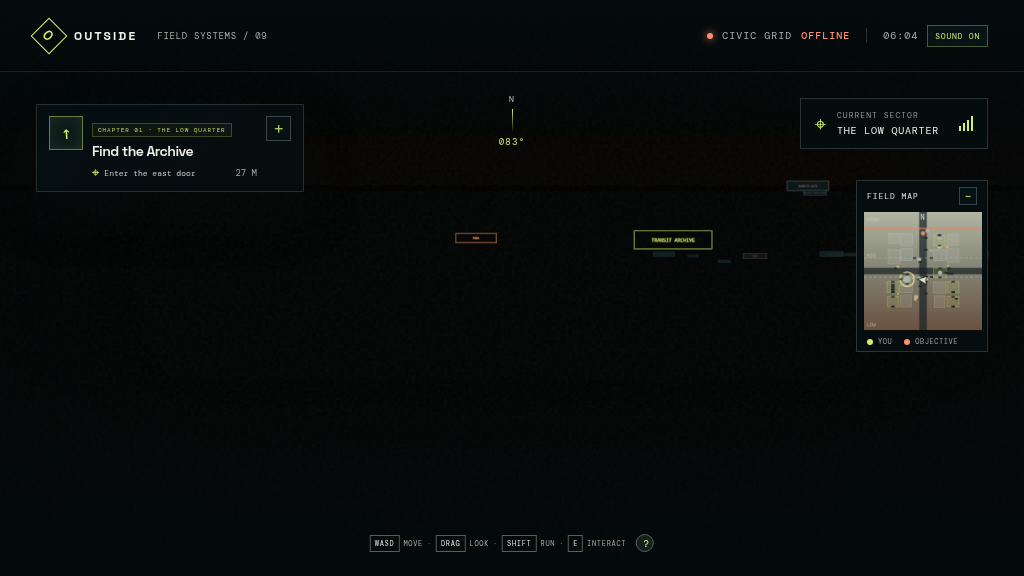 OUTSIDE
FIELD SYSTEMS / 09
CIVIC GRID OFFLINE
06:04
SOUND ON
CHAPTER 01 · THE LOW QUARTER
Find the Archive
Enter the east door
27 M
N
083°
CURRENT SECTOR
THE LOW QUARTER
TRANSIT ARCHIVE
FIELD MAP
N
LOW
YOU
OBJECTIVE
WASD MOVE · DRAG LOOK · SHIFT RUN · E INTERACT ?